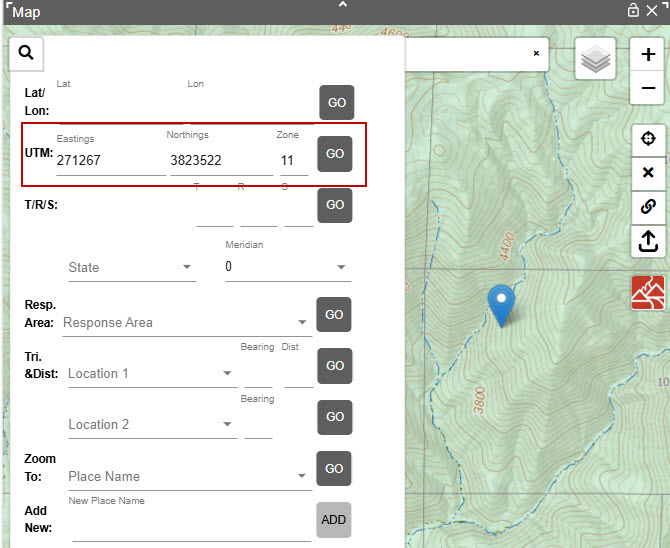 Map
4600
Lat
Lon
Lat/
Lon:
GO
Eastings
Northings
Zone
UTM:
271267
3823522
11
GO
T
R
S
T/R/S:
GO
Meridian
State
0
4400
Resp.
Area:
Response Area
GO
Bearing
Dist
Tri.
&Dist:
Location 1
GO
3800
Bearing
Location 2
GO
Zoom
To:
Place Name
GO
New Place Name
Add
New:
ADD